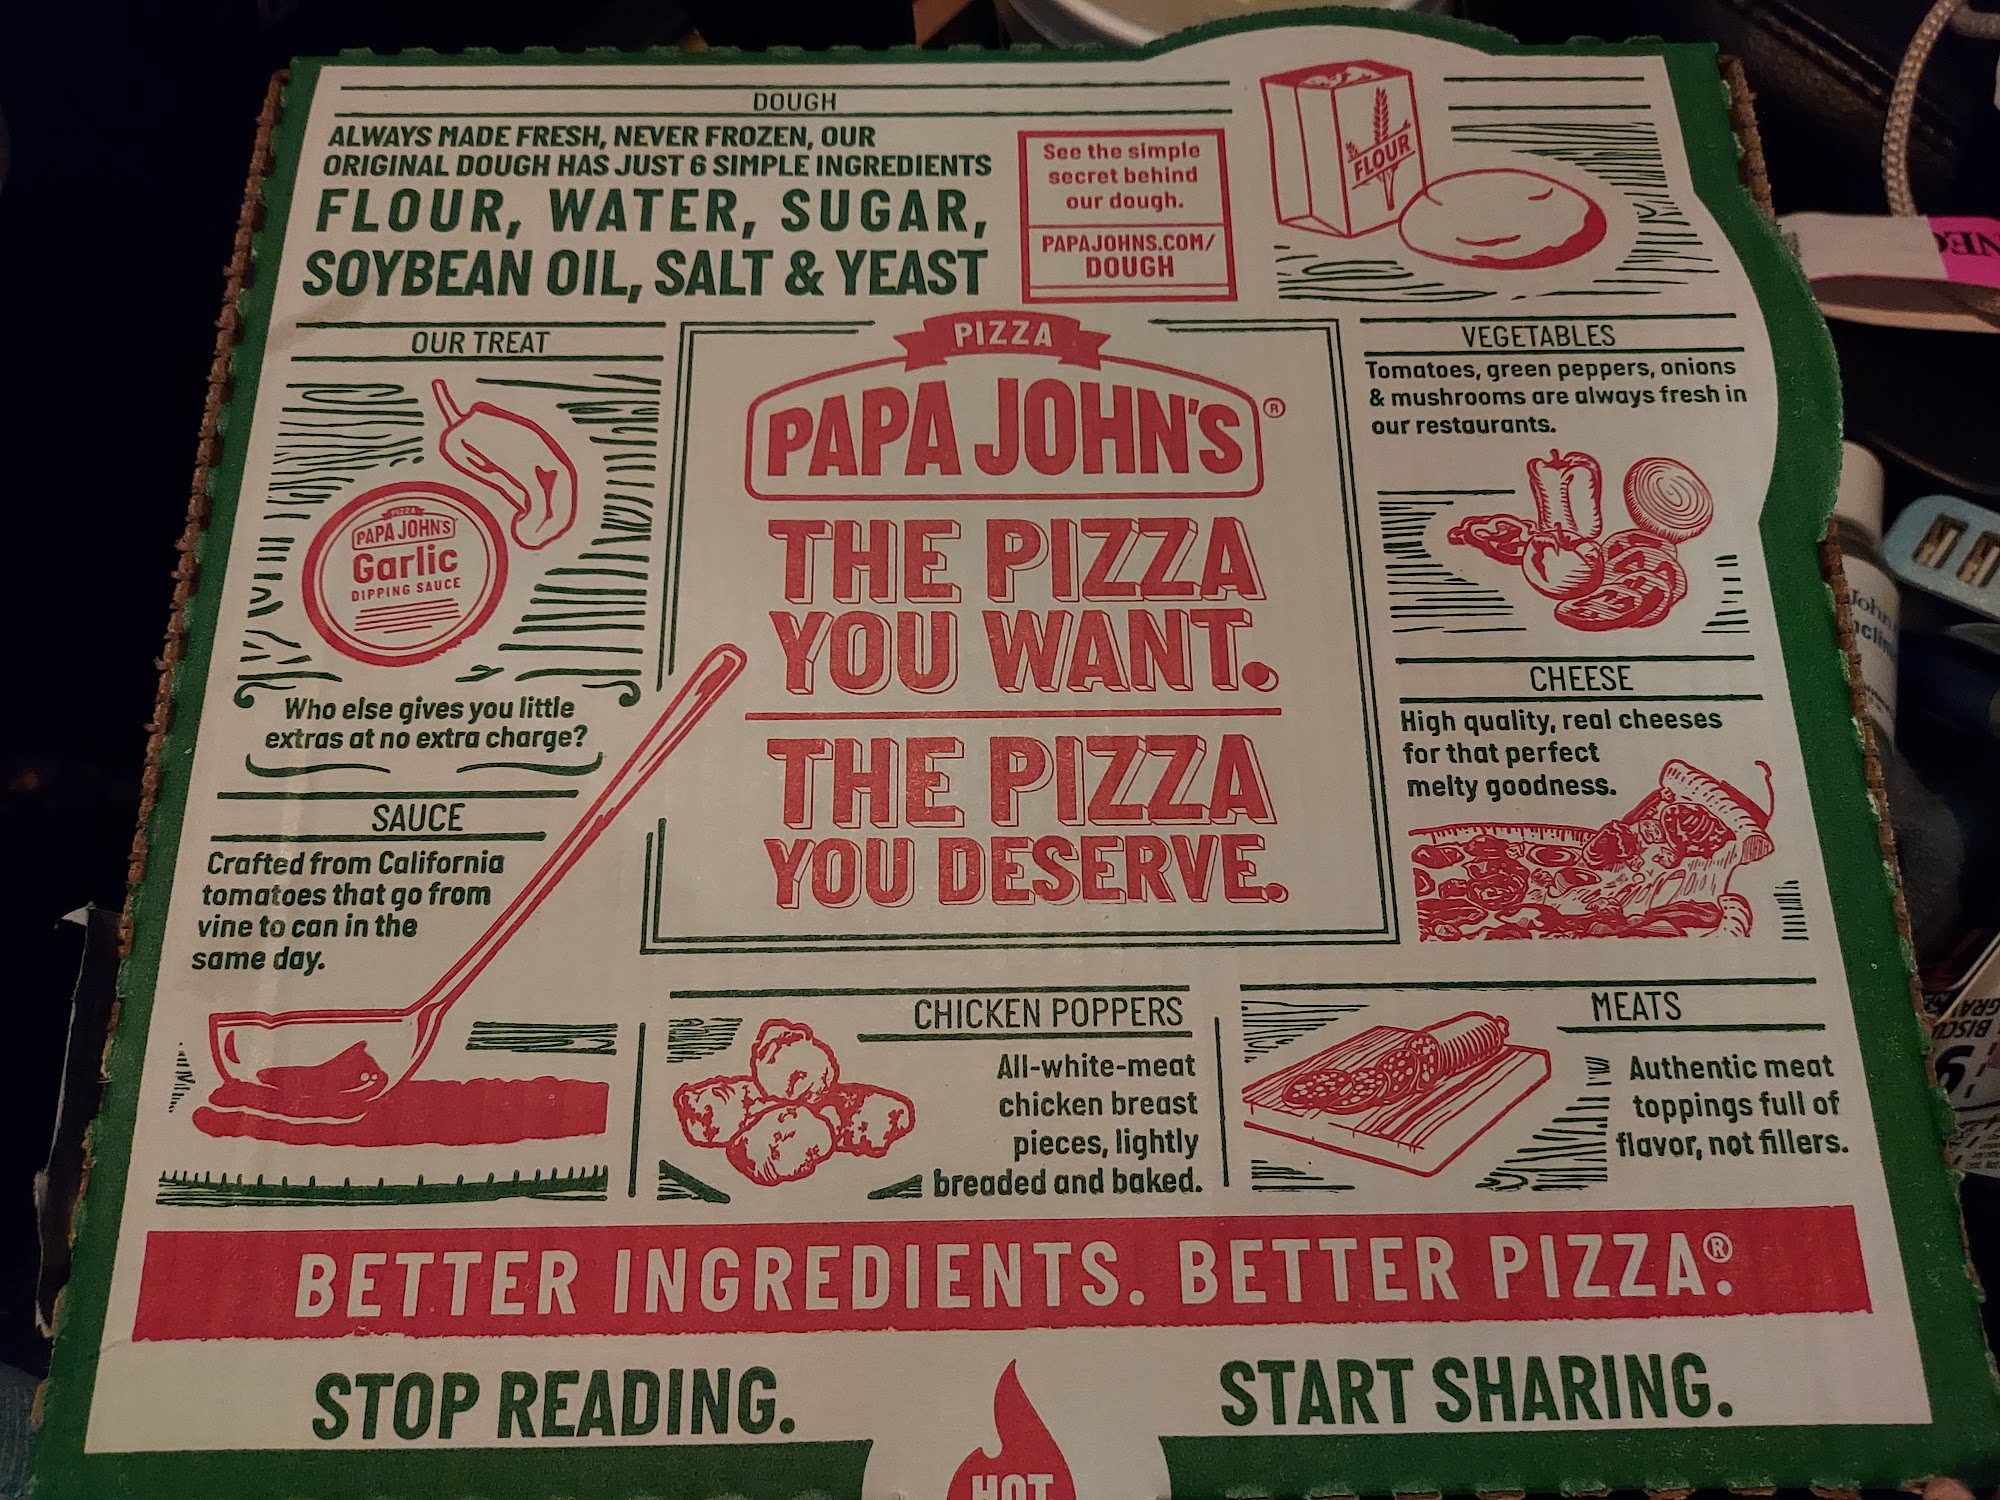 DOUGH
ALWAYS MADE FRESH, NEVER FROZEN, OUR
ORIGINAL DOUGH HAS JUST 6 SIMPLE INGREDIENTS
FLOUR, WATER, SUGAR,
SOYBEAN OIL, SALT & YEAST
See the simple
secret behind
our dough.
PAPAJOHNS.COM/
DOUGH
FLOUR
OUR TREAT
PIZZA
PAPA JOHN'S
Garlic
DIPPING SAUCE
Who else gives you little
extras at no extra charge?
SAUCE
Crafted from California
tomatoes that go from
vine to can in the
same day.
PIZZA
PAPA JOHN'S®
THE PIZZA
YOU WANT.
THE PIZZA
YOU DESERVE.
VEGETABLES
Tomatoes, green peppers, onions
& mushrooms are always fresh in
our restaurants.
CHEESE
High quality, real cheeses
for that perfect
melty goodness.
CHICKEN POPPERS
All-white-meat
chicken breast
pieces, lightly
breaded and baked.
MEATS
Authentic meat
toppings full of
flavor, not fillers.
BETTER INGREDIENTS. BETTER PIZZA.®
STOP READING.
START SHARING.
HOT